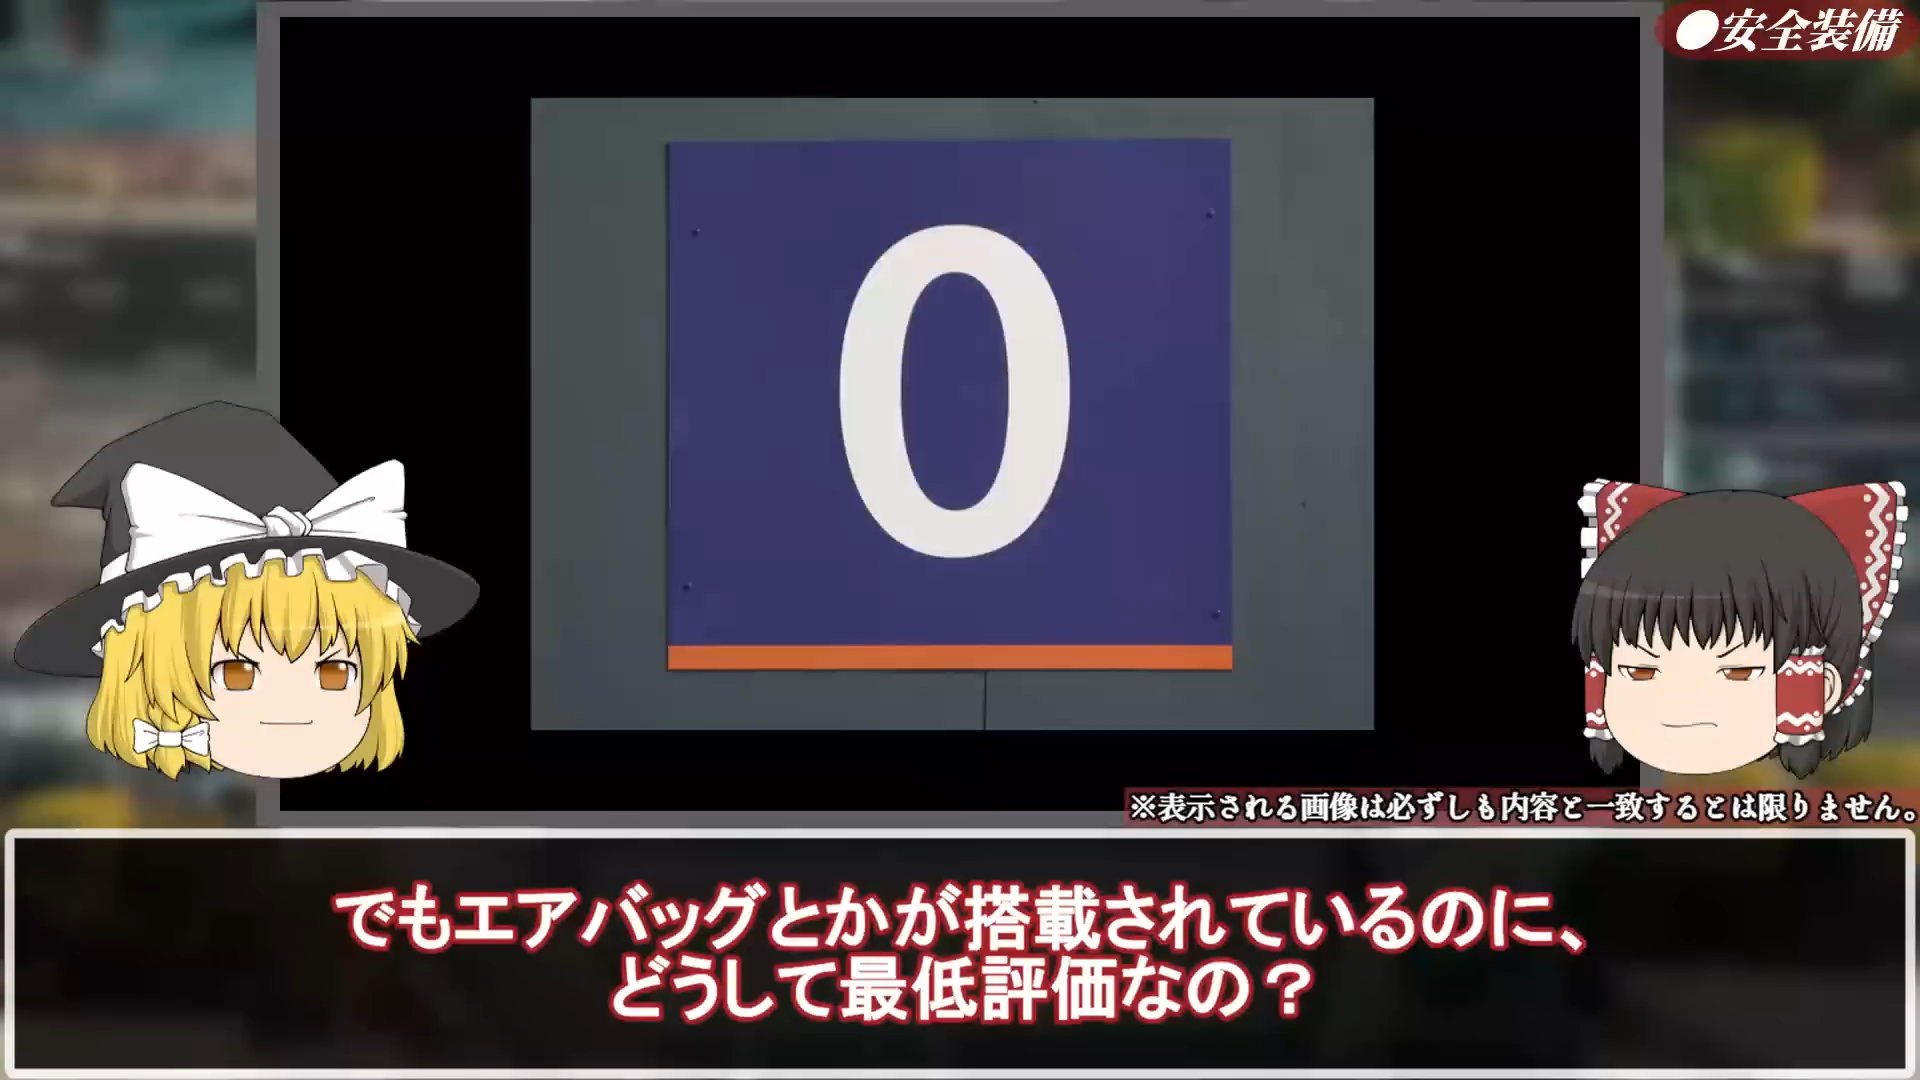 ●安全装備
0
※表示される画像は必ずしも内容と一致するとは限りません。
でもエアバッグとかが搭載されているのに、
どうして最低評価なの？